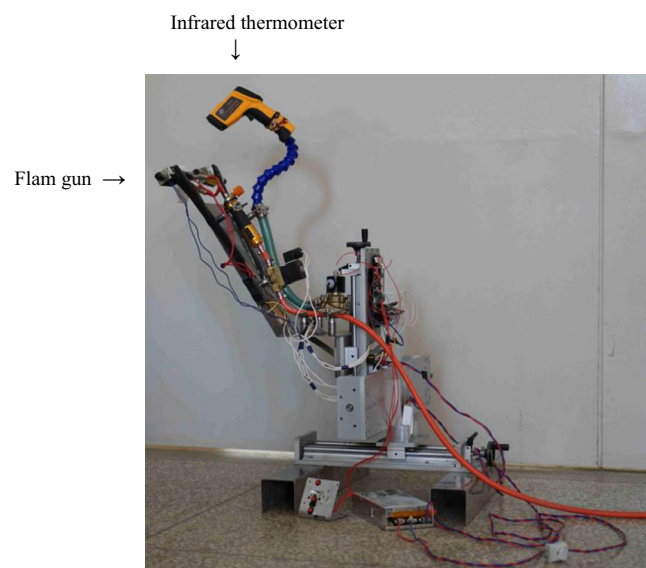 Infrared thermometer
↓
Flam gun →